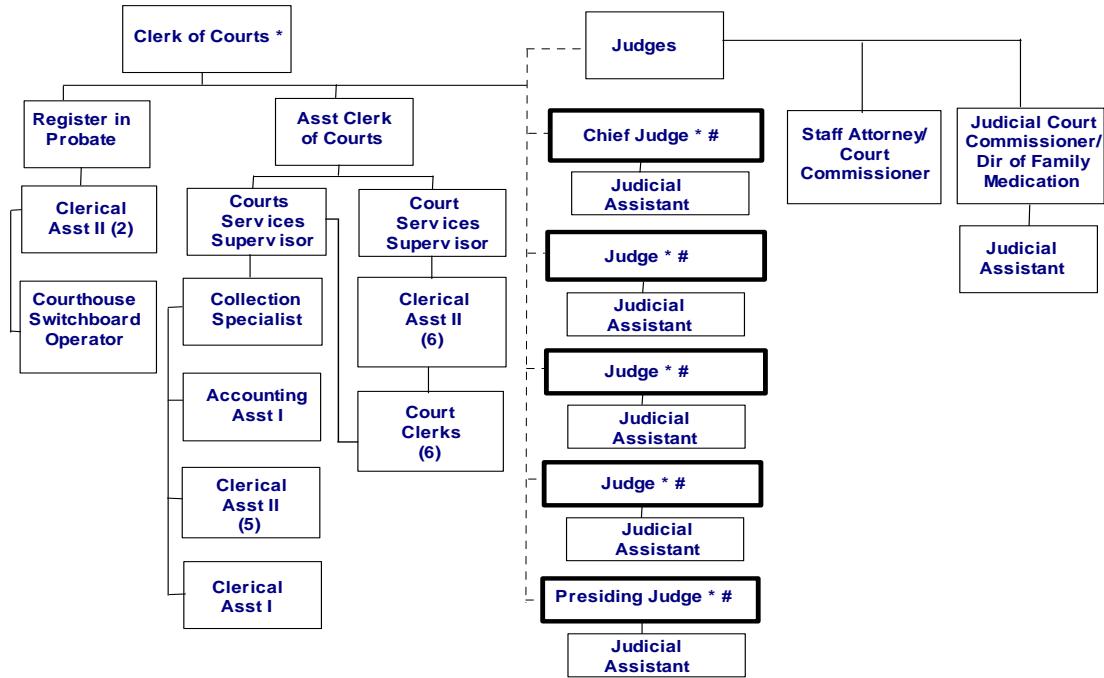 Clerk of Courts *
Judges
Register in
Probate
Asst Clerk
of Courts
Chief Judge * #
Judicial
Assistant
Staff Attorney/
Court
Commissioner
Judicial Court
Commissioner/
Dir of Family
Medication
Judicial
Assistant
Clerical
Asst II (2)
Courthouse
Switchboard
Operator
Courts
Services
Supervisor
Court
Services
Supervisor
Collection
Specialist
Accounting
Asst I
Clerical
Asst II
(5)
Clerical
Asst I
Clerical
Asst II
(6)
Court
Clerks
(6)
Judge * #
Judicial
Assistant
Judge * #
Judicial
Assistant
Judge * #
Judicial
Assistant
Presiding Judge * #
Judicial
Assistant